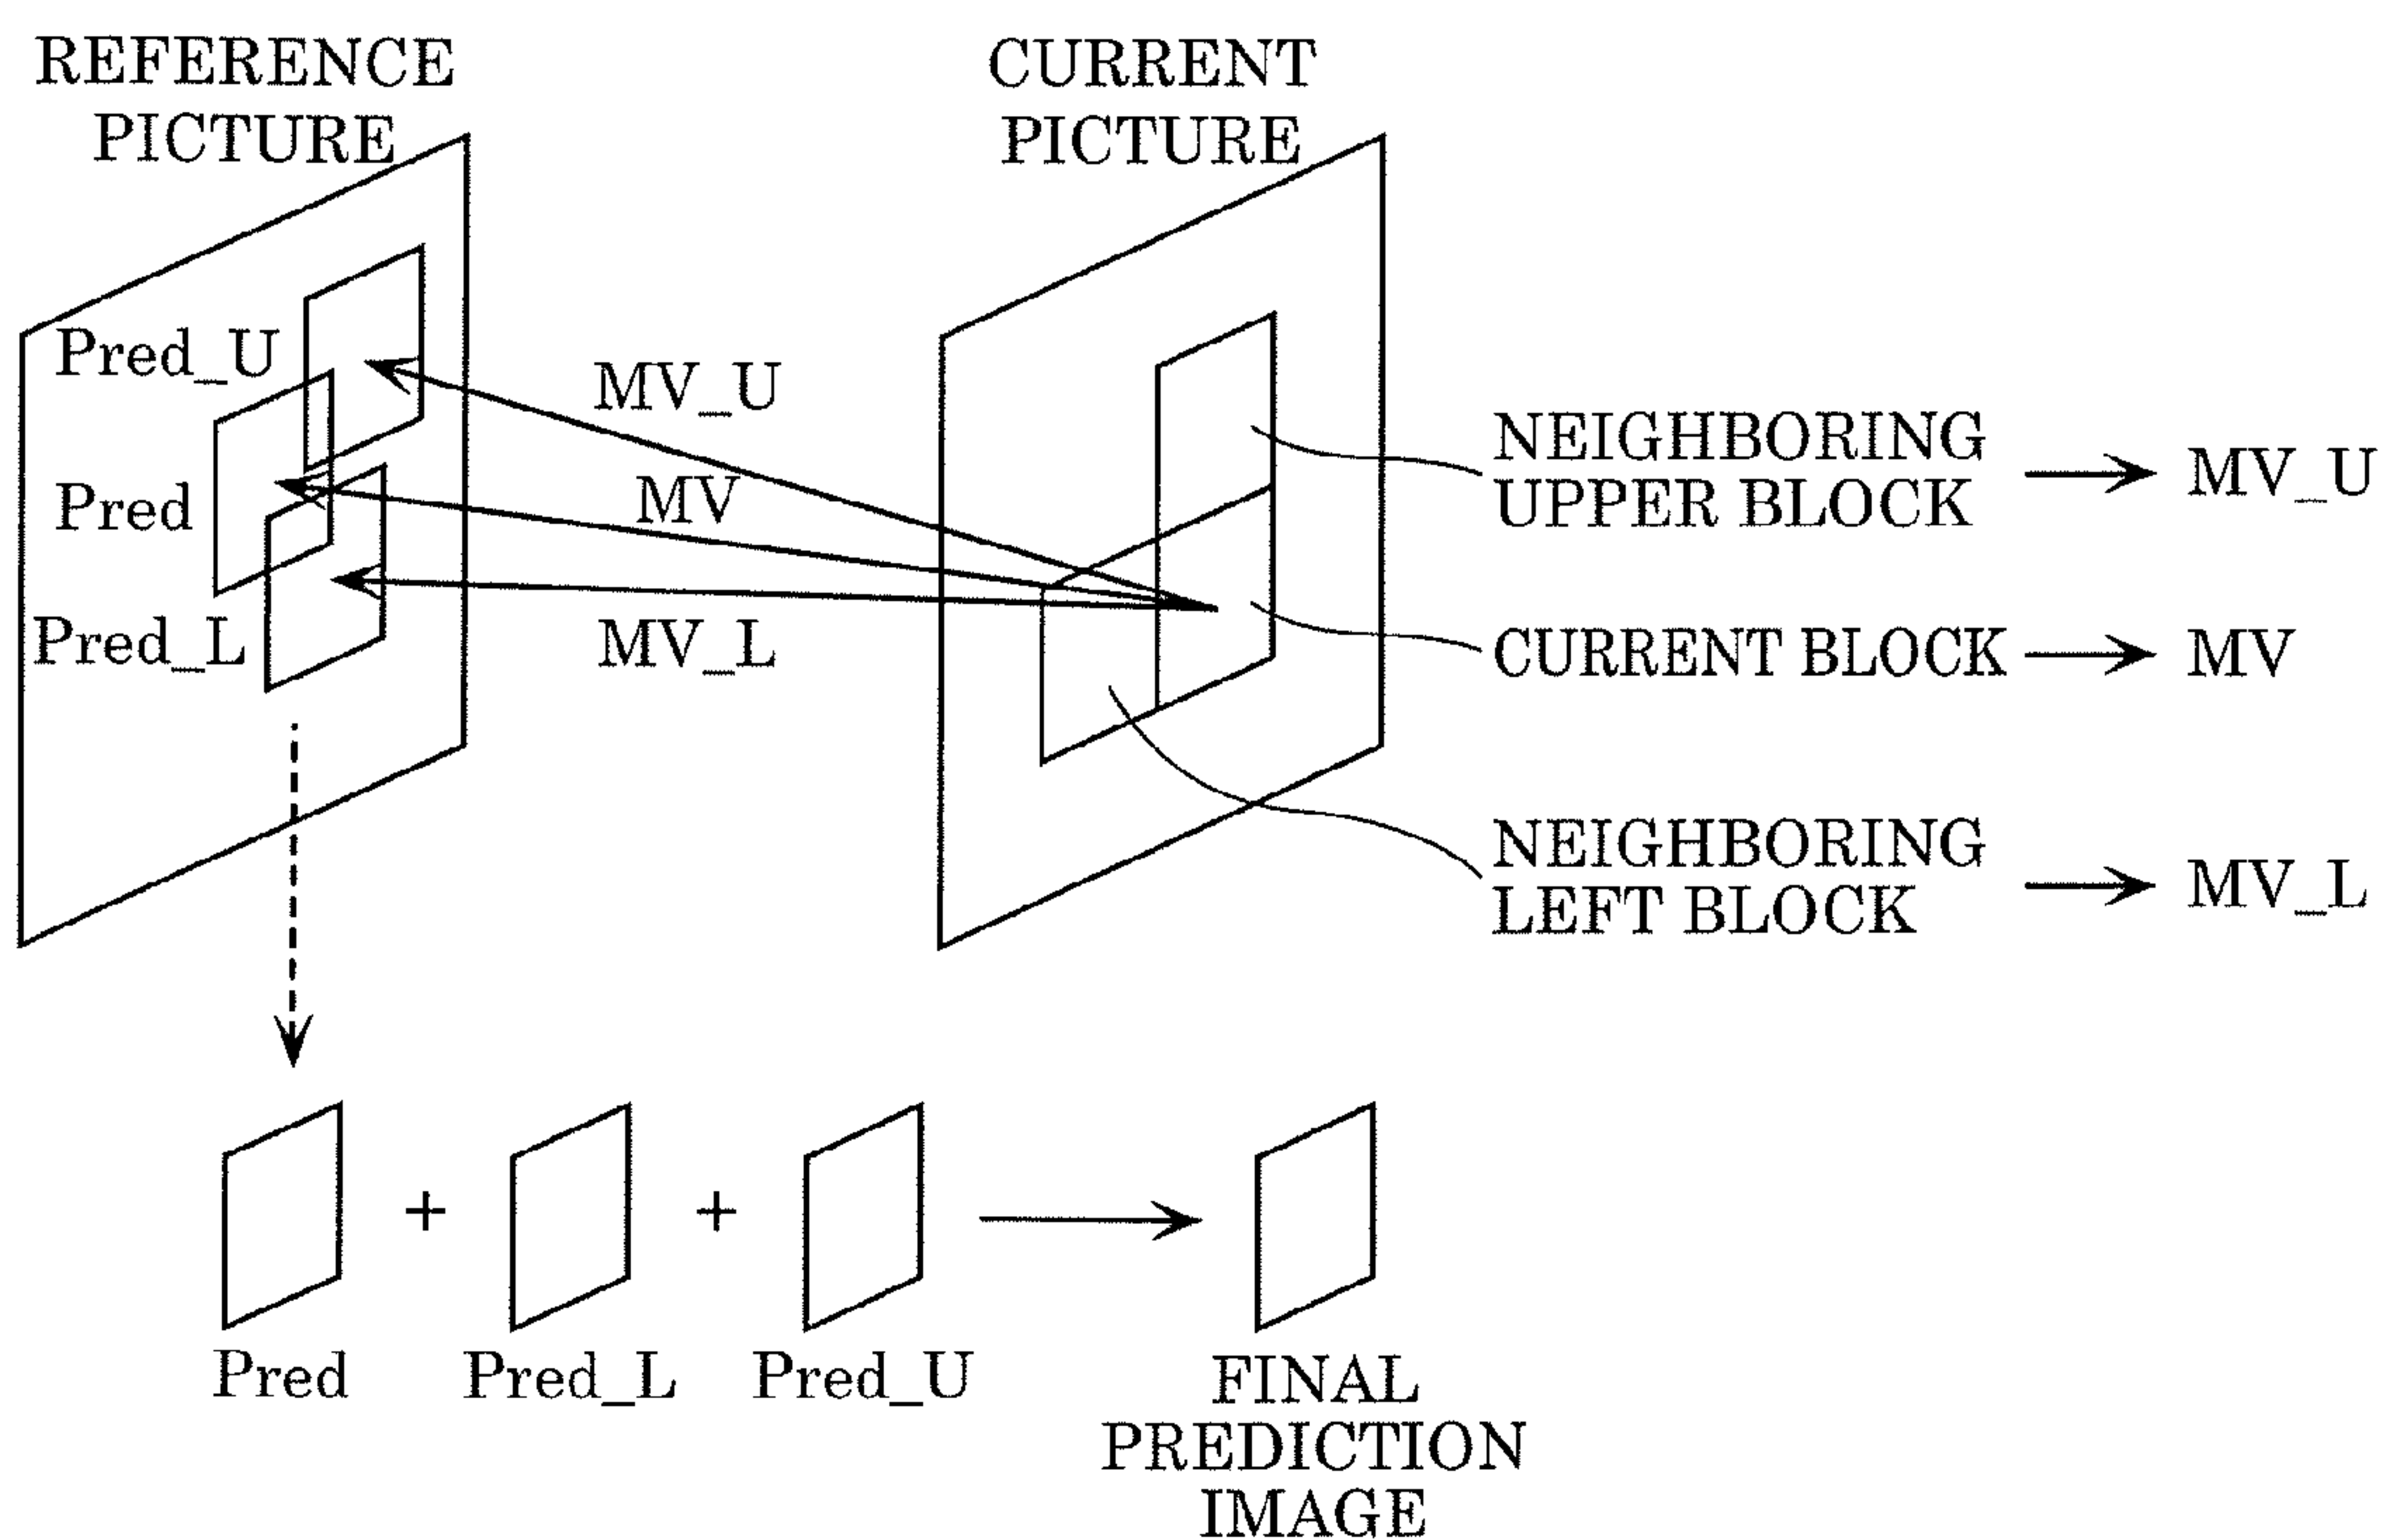 REFERENCE
PICTURE
CURRENT
PICTURE
Pred_U
MV_U
NEIGHBORING
UPPER BLOCK
MV_U
Pred
MV
CURRENT BLOCK
MV
Pred_L
MV_L
NEIGHBORING
LEFT BLOCK
MV_L
+
+
Pred
Pred_L
Pred_U
FINAL
PREDICTION
IMAGE